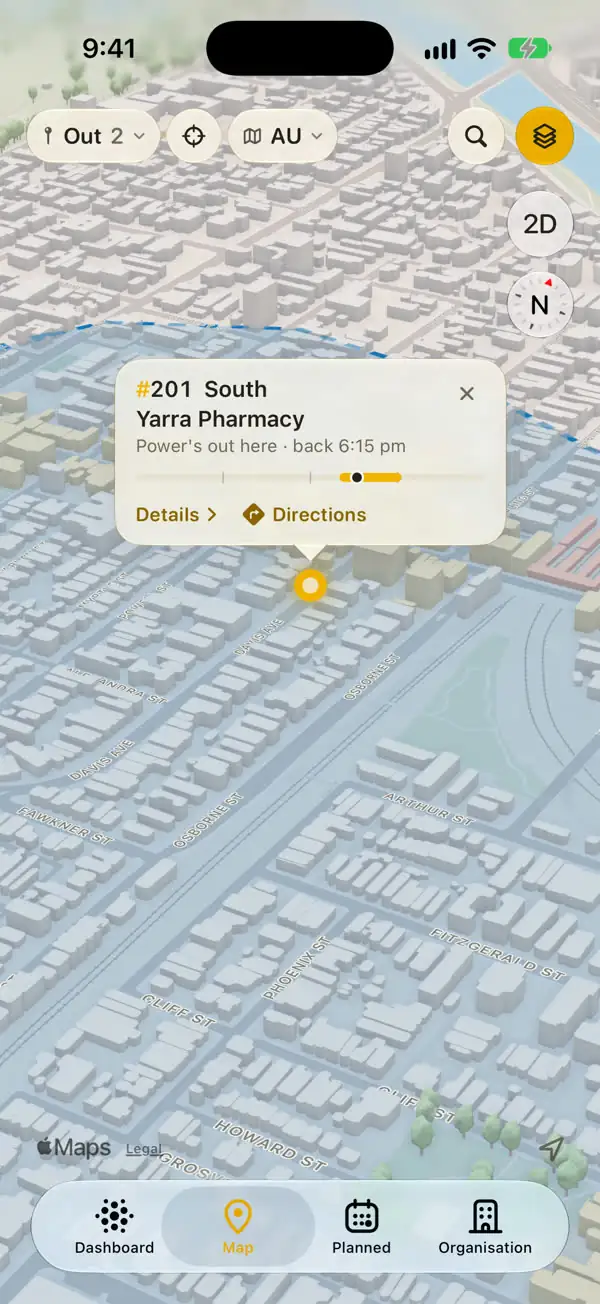 9:41
Out 2
AU
2D
N
#201 South
Yarra Pharmacy
Power's out here · back 6:15 pm
Details
Directions
DAVIS AVE
OSBORNE ST
DAVIS AVE
FAWKNER ST
OSBORNE ST
ARTHUR ST
FITZGERALD ST
PHOENIX ST
CLIFF ST
CLIFF ST
HOWARD ST
Maps
Legal
Dashboard
Map
Planned
Organisation